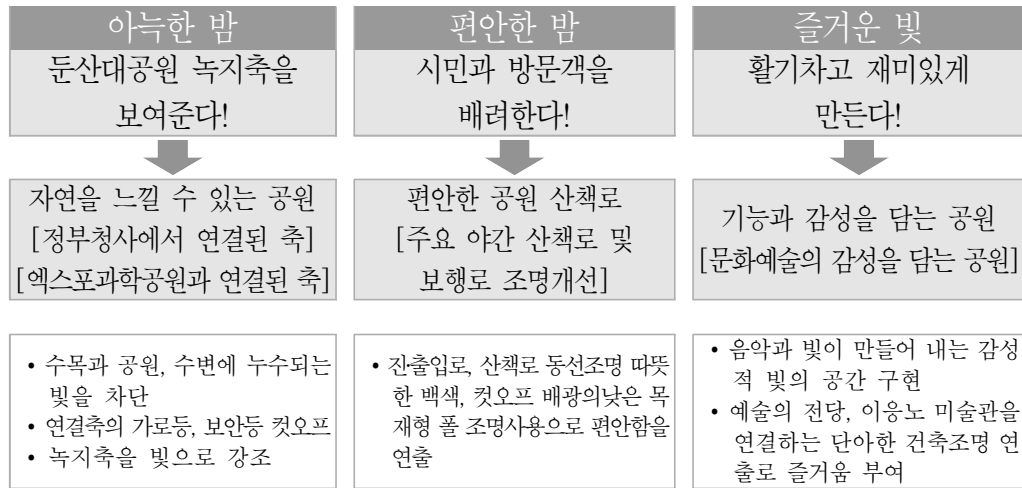 아늑한 밤
둔산대공원 녹지축을
보여준다!
자연을 느낄 수 있는 공원
[정부청사에서 연결된 축]
[엑스포과학공원과 연결된 축]
• 수목과 공원, 수변에 누수되는
빛을 차단
• 연결축의 가로등, 보안등 컷오프
• 녹지축을 빛으로 강조
편안한 밤
시민과 방문객을
배려한다!
편안한 공원 산책로
[주요 야간 산책로 및
보행로 조명개선]
• 진출입로, 산책로 동선조명 따뜻
한 백색, 컷오프 배광의낮은 목
재형 폴 조명사용으로 편안함을
연출
즐거운 빛
활기차고 재미있게
만든다!
기능과 감성을 담는 공원
[문화예술의 감성을 담는 공원]
• 음악과 빛이 만들어 내는 감성
적 빛의 공간 구현
• 예술의 전당, 이응노 미술관을
연결하는 단아한 건축조명 연
출로 즐거움 부여